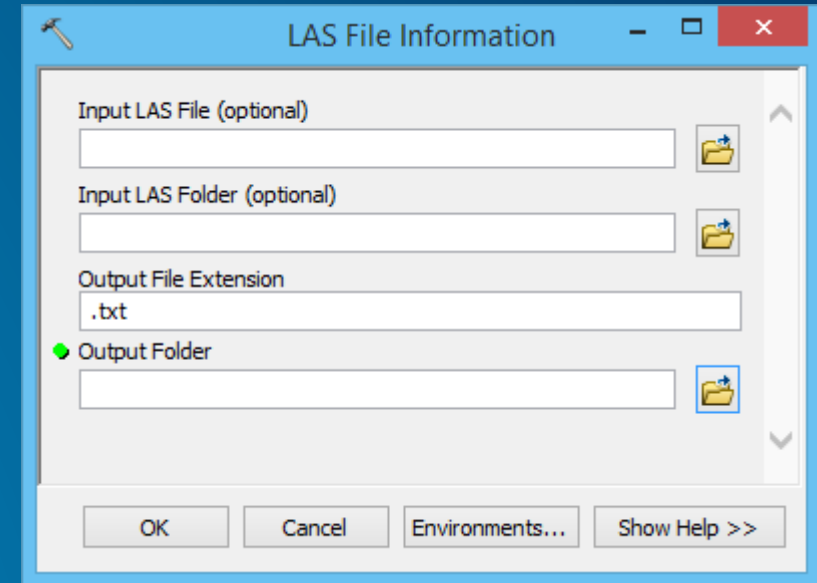 LAS File Information
Input LAS File (optional)
Input LAS Folder (optional)
Output File Extension
.txt
Output Folder
OK Cancel Environments... Show Help >>